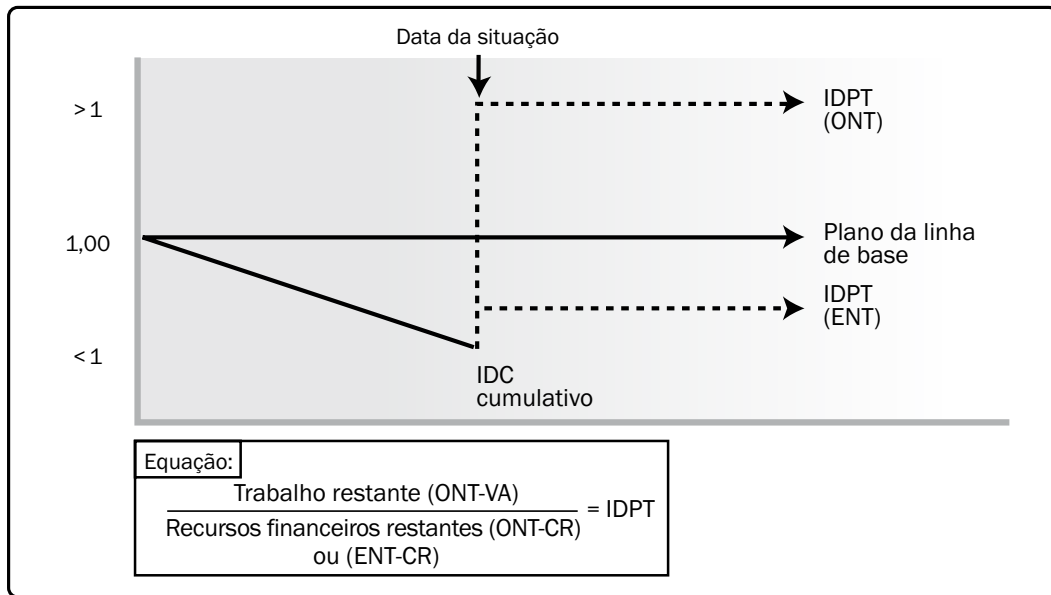 Data da situação
> 1
IDPT
(ONT)
1,00
Plano da linha
de base
IDPT
(ENT)
< 1
IDC
cumulativo
Equação:
Trabalho restante (ONT-VA)
Recursos financeiros restantes (ONT-CR)
ou (ENT-CR)
= IDPT